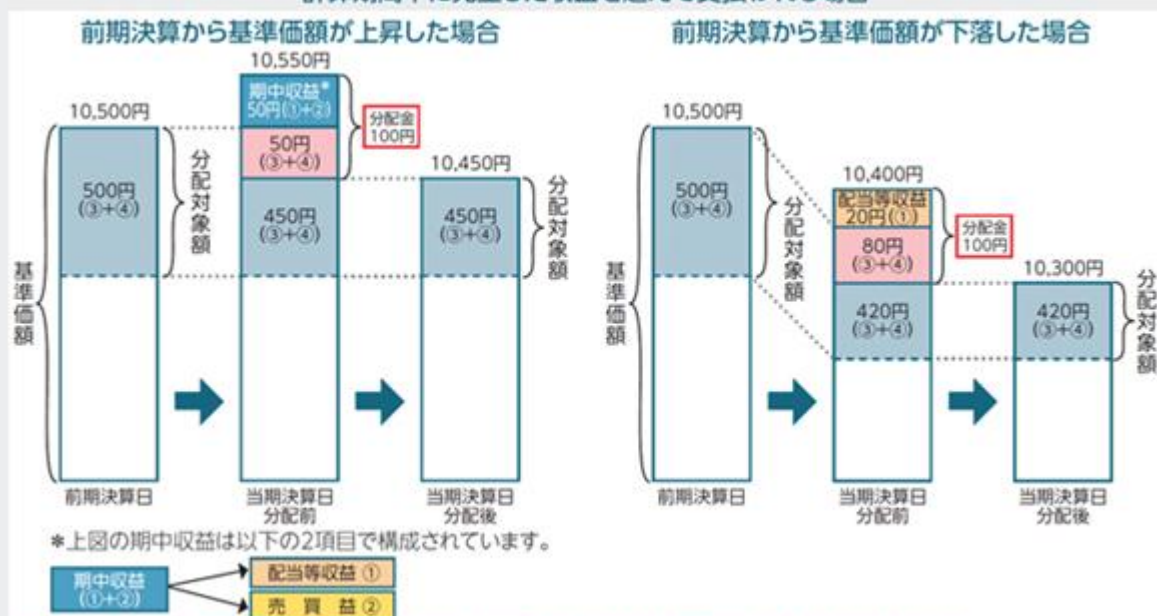 前期決算から基準価額が上昇した場合
10,500円
500円
(③+④)
分配対象額
基準価額
10,550円
期中収益*
50円(①+②)
50円
(③+④)
450円
(③+④)
分配金
100円
10,450円
450円
(③+④)
分配対象額
前期決算日
当期決算日
分配前
当期決算日
分配後
前期決算から基準価額が下落した場合
10,500円
500円
(③+④)
分配対象額
基準価額
10,400円
配当等収益
20円(①)
80円
(③+④)
420円
(③+④)
分配金
100円
10,300円
420円
(③+④)
分配対象額
前期決算日
当期決算日
分配前
当期決算日
分配後
*上図の期中収益は以下の2項目で構成されています。
期中収益
(①+②)
配当等収益 ①
売 買 益 ②